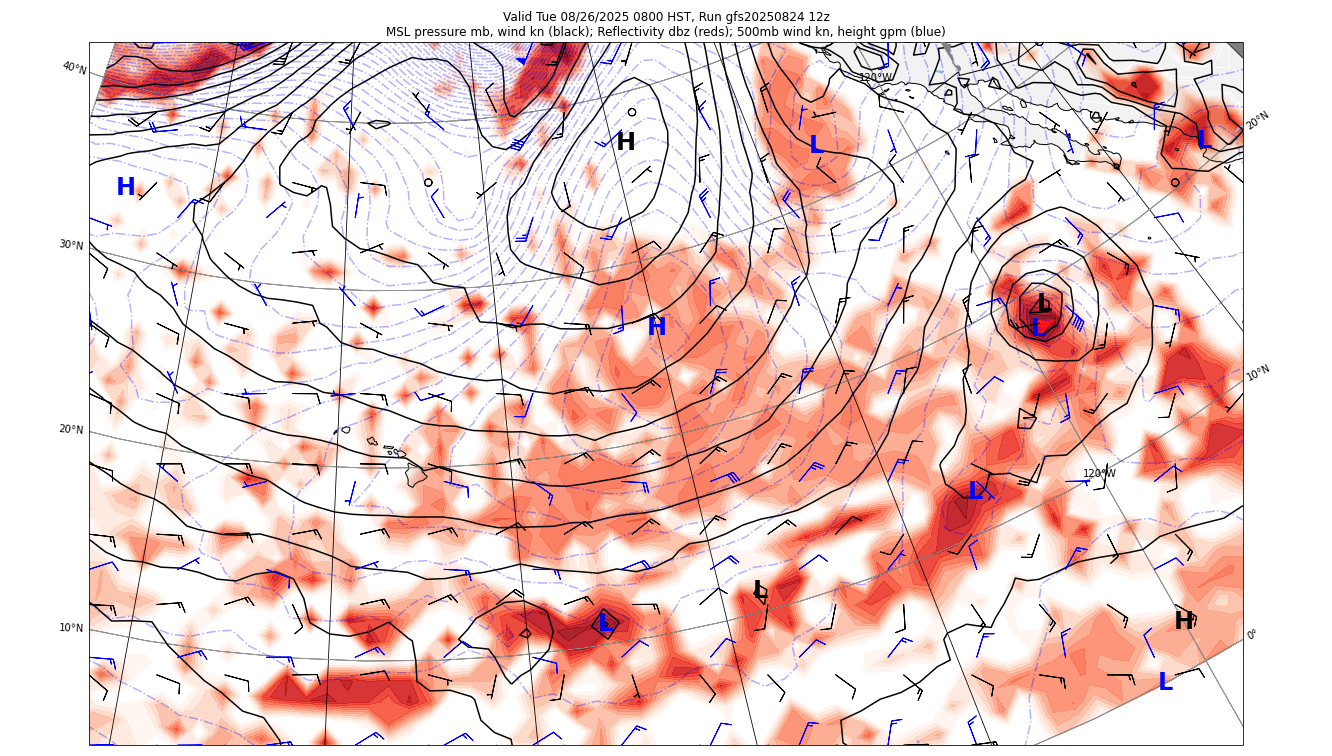 Valid Tue 08/26/2025 0800 HST, Run gfs20250824 12z
MSL pressure mb, wind kn (black); Reflectivity dbz (reds); 500mb wind kn, height gpm (blue)
40°N
120°W
20°N
H
L
L
H
30°N
L
H
L
10°N
20°N
120°W
L
L
10°N
L
H
0°
L